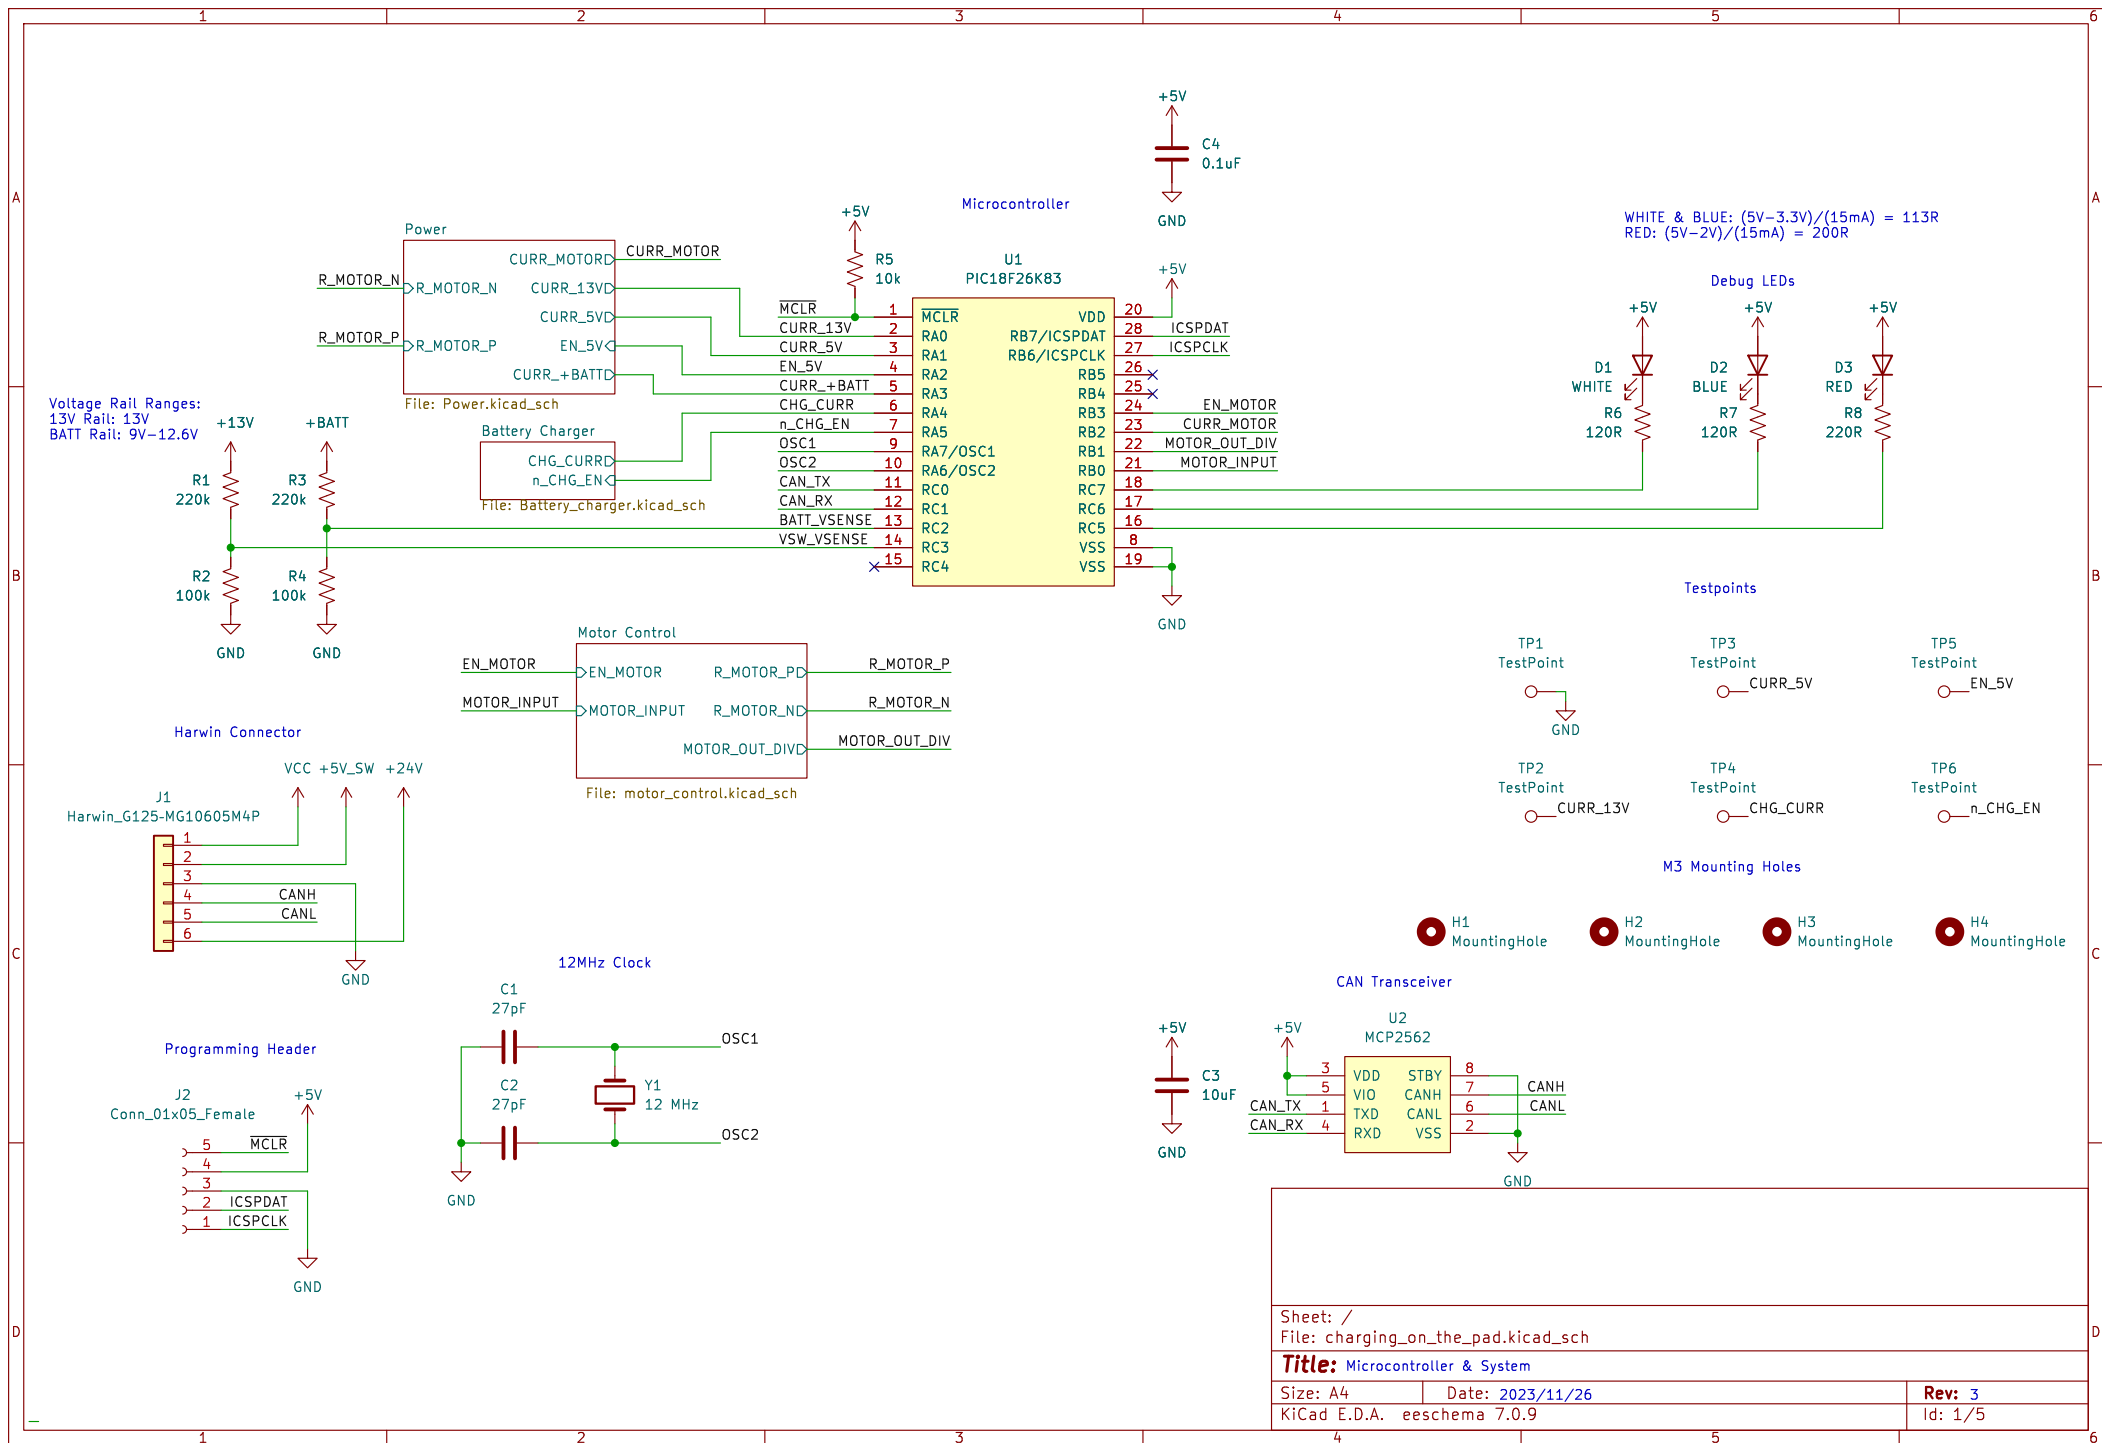 1 2 3 4 5 6
A
B
C
D
A
B
C
D
1 2 3 4 5 6
+5V
C4
0.1uF
GND
Microcontroller
+5V
R5
10k
U1
PIC18F26K83
+5V
MCLR
CURR_13V
CURR_5V
EN_5V
CURR_+BATT
CHG_CURR
n_CHG_EN
OSC1
OSC2
CAN_TX
CAN_RX
BATT_VSENSE
VSW_VSENSE
1 MCLR
2 RA0
3 RA1
4 RA2
5 RA3
6 RA4
7 RA5
9 RA7/OSC1
10 RA6/OSC2
11 RC0
12 RC1
13 RC2
14 RC3
15 RC4
VDD 20
RB7/ICSPDAT 28 ICSPDAT
RB6/ICSPCLK 27 ICSPCLK
RB5 26
RB4 25
RB3 24 EN_MOTOR
RB2 23 CURR_MOTOR
RB1 22 MOTOR_OUT_DIV
RB0 21 MOTOR_INPUT
RC7 18
RC6 17
RC5 16
VSS 8
VSS 19
GND
Power
R_MOTOR_N
R_MOTOR_P
R_MOTOR_N
R_MOTOR_P
CURR_MOTOR
CURR_13V
CURR_5V
EN_5V
CURR_+BATT
CURR_MOTOR
File: Power.kicad_sch
Battery Charger
CHG_CURR
n_CHG_EN
File: Battery_charger.kicad_sch
Voltage Rail Ranges:
13V Rail: 13V
BATT Rail: 9V-12.6V
+13V
+BATT
R1
220k
R3
220k
R2
100k
R4
100k
GND
GND
WHITE & BLUE: (5V-3.3V)/(15mA) = 113R
RED: (5V-2V)/(15mA) = 200R
Debug LEDs
+5V
+5V
+5V
D1
WHITE
R6
120R
D2
BLUE
R7
120R
D3
RED
R8
220R
Motor Control
EN_MOTOR
MOTOR_INPUT
EN_MOTOR
MOTOR_INPUT
R_MOTOR_P
R_MOTOR_N
MOTOR_OUT_DIV
R_MOTOR_P
R_MOTOR_N
MOTOR_OUT_DIV
File: motor_control.kicad_sch
Testpoints
TP1
TestPoint
GND
TP3
TestPoint
CURR_5V
TP5
TestPoint
EN_5V
TP2
TestPoint
CURR_13V
TP4
TestPoint
CHG_CURR
TP6
TestPoint
n_CHG_EN
M3 Mounting Holes
H1
MountingHole
H2
MountingHole
H3
MountingHole
H4
MountingHole
Harwin Connector
VCC +5V_SW +24V
J1
Harwin_G125-MG10605M4P
1
2
3
4 CANH
5 CANL
6
GND
12MHz Clock
C1
27pF
C2
27pF
OSC1
Y1
12 MHz
OSC2
GND
Programming Header
J2
Conn_01x05_Female
+5V
5 MCLR
4
3
2 ICSPDAT
1 ICSPCLK
GND
CAN Transceiver
+5V
C3
10uF
GND
+5V
U2
MCP2562
CAN_TX
CAN_RX
3 VDD
5 VIO
1 TXD
4 RXD
STBY 8
CANH 7 CANH
CANL 6 CANL
VSS 2
GND
Sheet: /
File: charging_on_the_pad.kicad_sch
Title: Microcontroller & System
Size: A4 Date: 2023/11/26 Rev: 3
KiCad E.D.A. eeschema 7.0.9 Id: 1/5